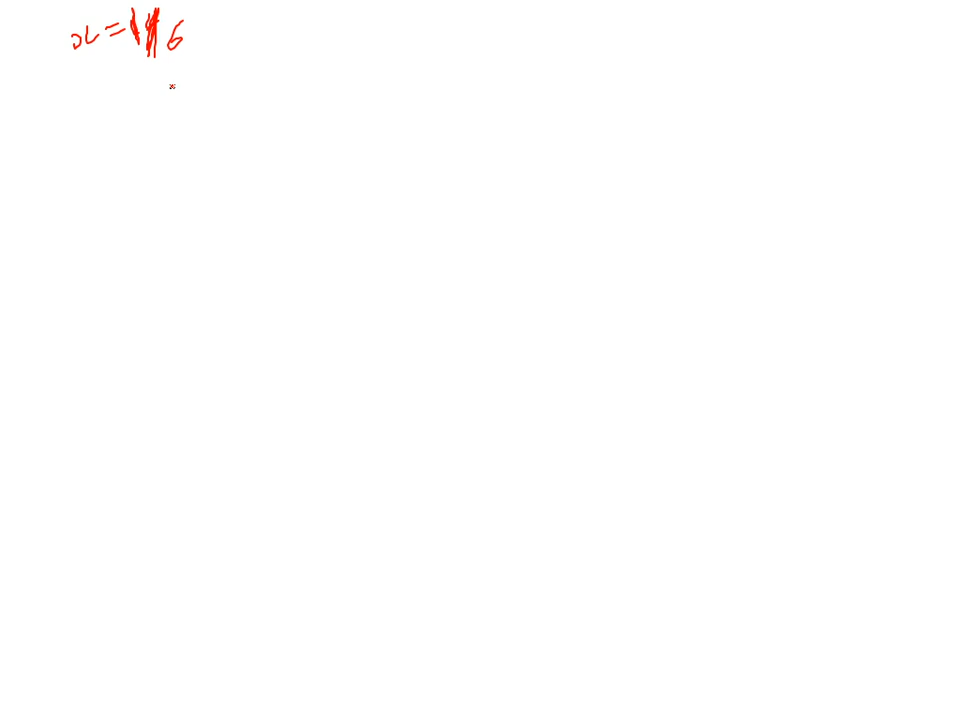 x = 6